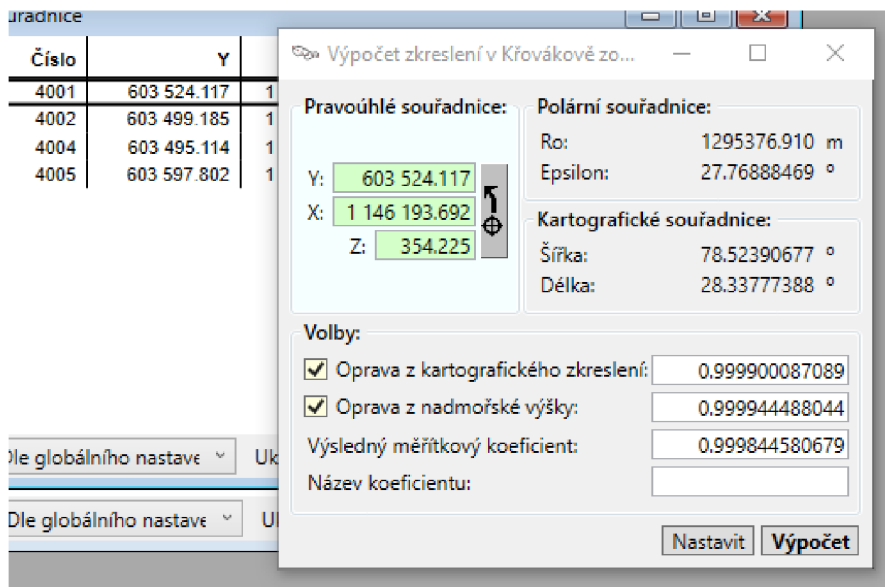 Číslo Y
4001 603 524.117 1
4002 603 499.185 1
4004 603 495.114 1
4005 603 597.802 1
Dle globálního nastave
Dle globálního nastave
Výpočet zkreslení v Křovákově zo...
Pravoúhlé souřadnice:
Y: 603 524.117
X: 1 146 193.692
Z: 354.225
Polární souřadnice:
Ro: 1295376.910 m
Epsilon: 27.76888469 º
Kartografické souřadnice:
Šířka: 78.52390677 º
Délka: 28.33777388 º
Volby:
Oprava z kartografického zkreslení: 0.999900087089
Oprava z nadmořské výšky: 0.999944488044
Výsledný měřítkový koeficient: 0.999844580679
Název koeficientu:
Nastavit Výpočet